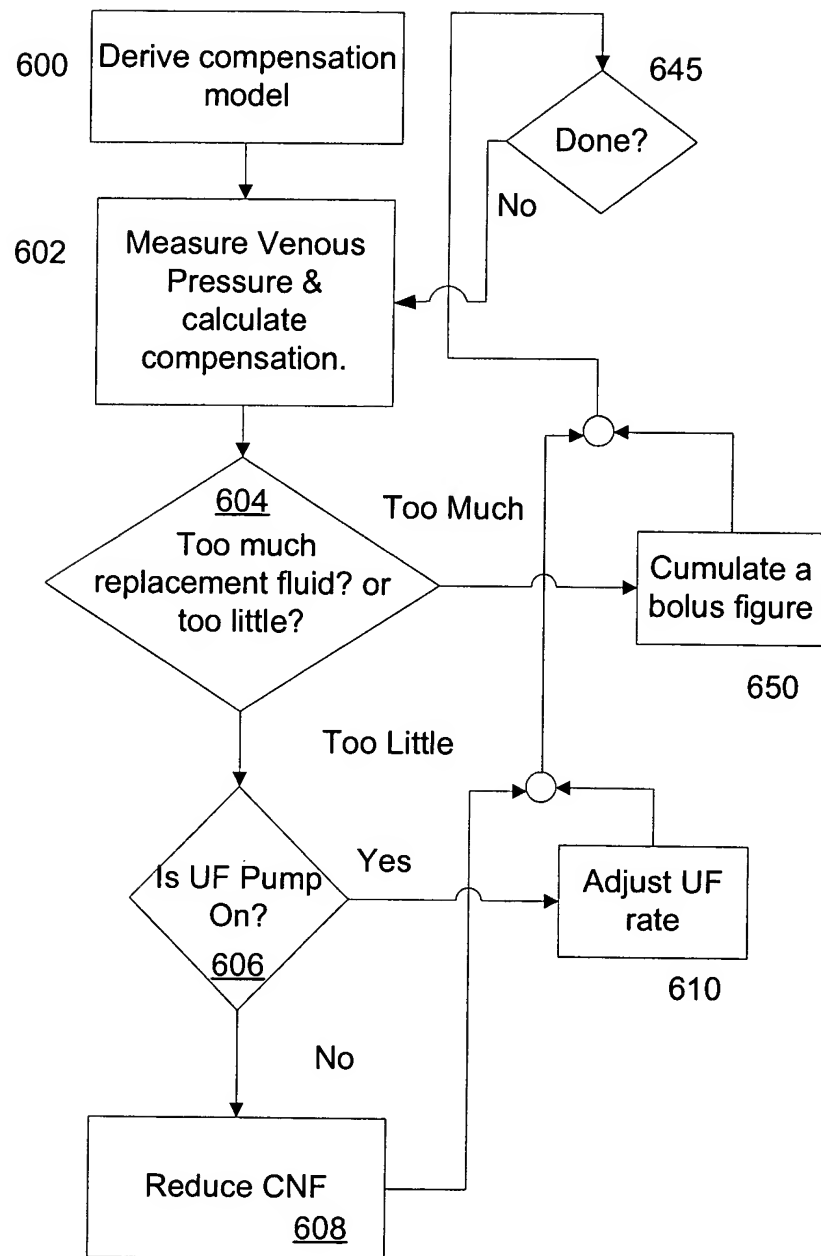 600
Derive compensation
model
645
Done?
No
602
Measure Venous
Pressure &
calculate
compensation.
604
Too much
replacement fluid? or
too little?
Too Much
Cumulate a
bolus figure
650
Too Little
Is UF Pump
On?
606
Yes
Adjust UF
rate
610
No
Reduce CNF
608